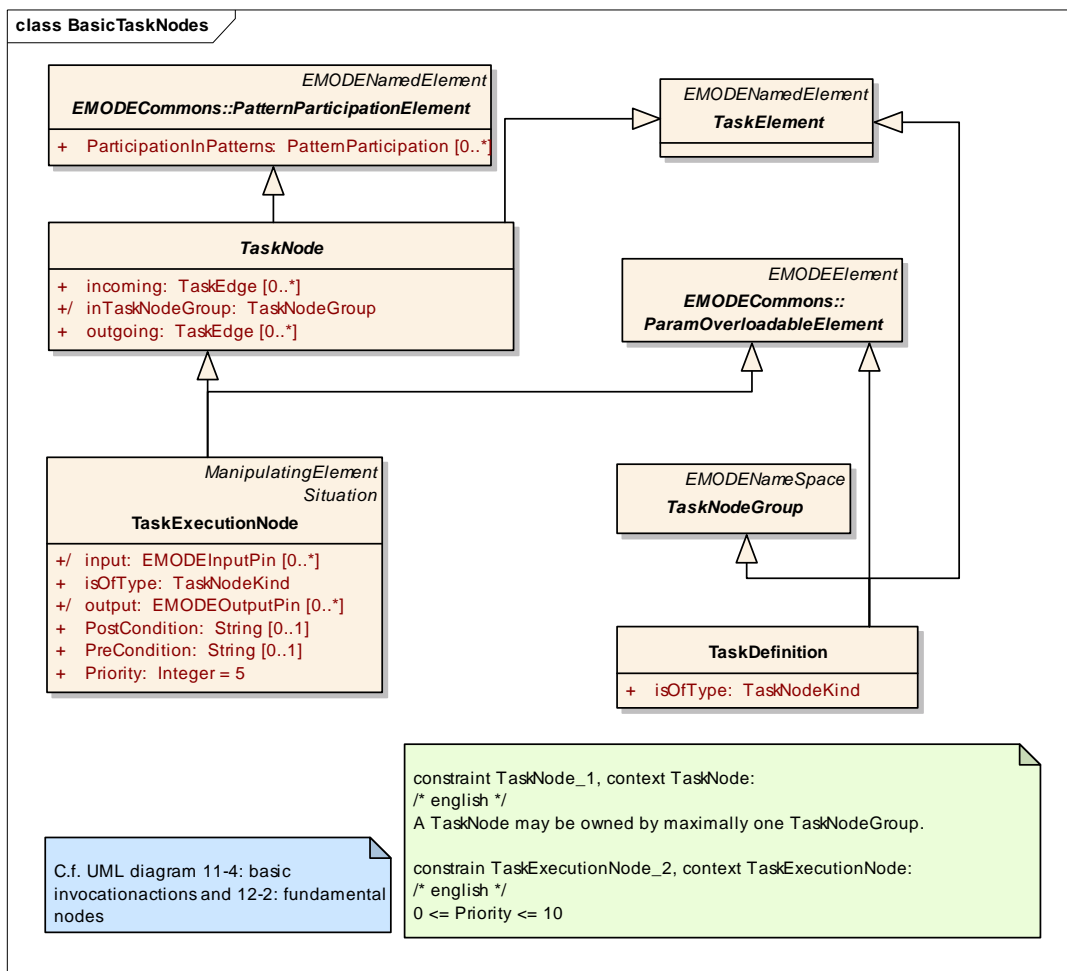 class BasicTaskNodes
EMODENamedElement
EMODECommons::PatternParticipationElement
+ ParticipationInPatterns: PatternParticipation [0..*]
EMODENamedElement
TaskElement
TaskNode
+ incoming: TaskEdge [0..*]
+/ inTaskNodeGroup: TaskNodeGroup
+ outgoing: TaskEdge [0..*]
EMODEElement
EMODECommons::
ParamOverloadableElement
ManipulatingElement
Situation
TaskExecutionNode
+/ input: EMODEInputPin [0..*]
+ isOfType: TaskNodeKind
+/ output: EMODEOutputPin [0..*]
+ PostCondition: String [0..1]
+ PreCondition: String [0..1]
+ Priority: Integer = 5
EMODENameSpace
TaskNodeGroup
TaskDefinition
+ isOfType: TaskNodeKind
C.f. UML diagram 11-4: basic
invocationactions and 12-2: fundamental
nodes
constraint TaskNode_1, context TaskNode:
/* english */
A TaskNode may be owned by maximally one TaskNodeGroup.
constrain TaskExecutionNode_2, context TaskExecutionNode:
/* english */
0 <= Priority <= 10